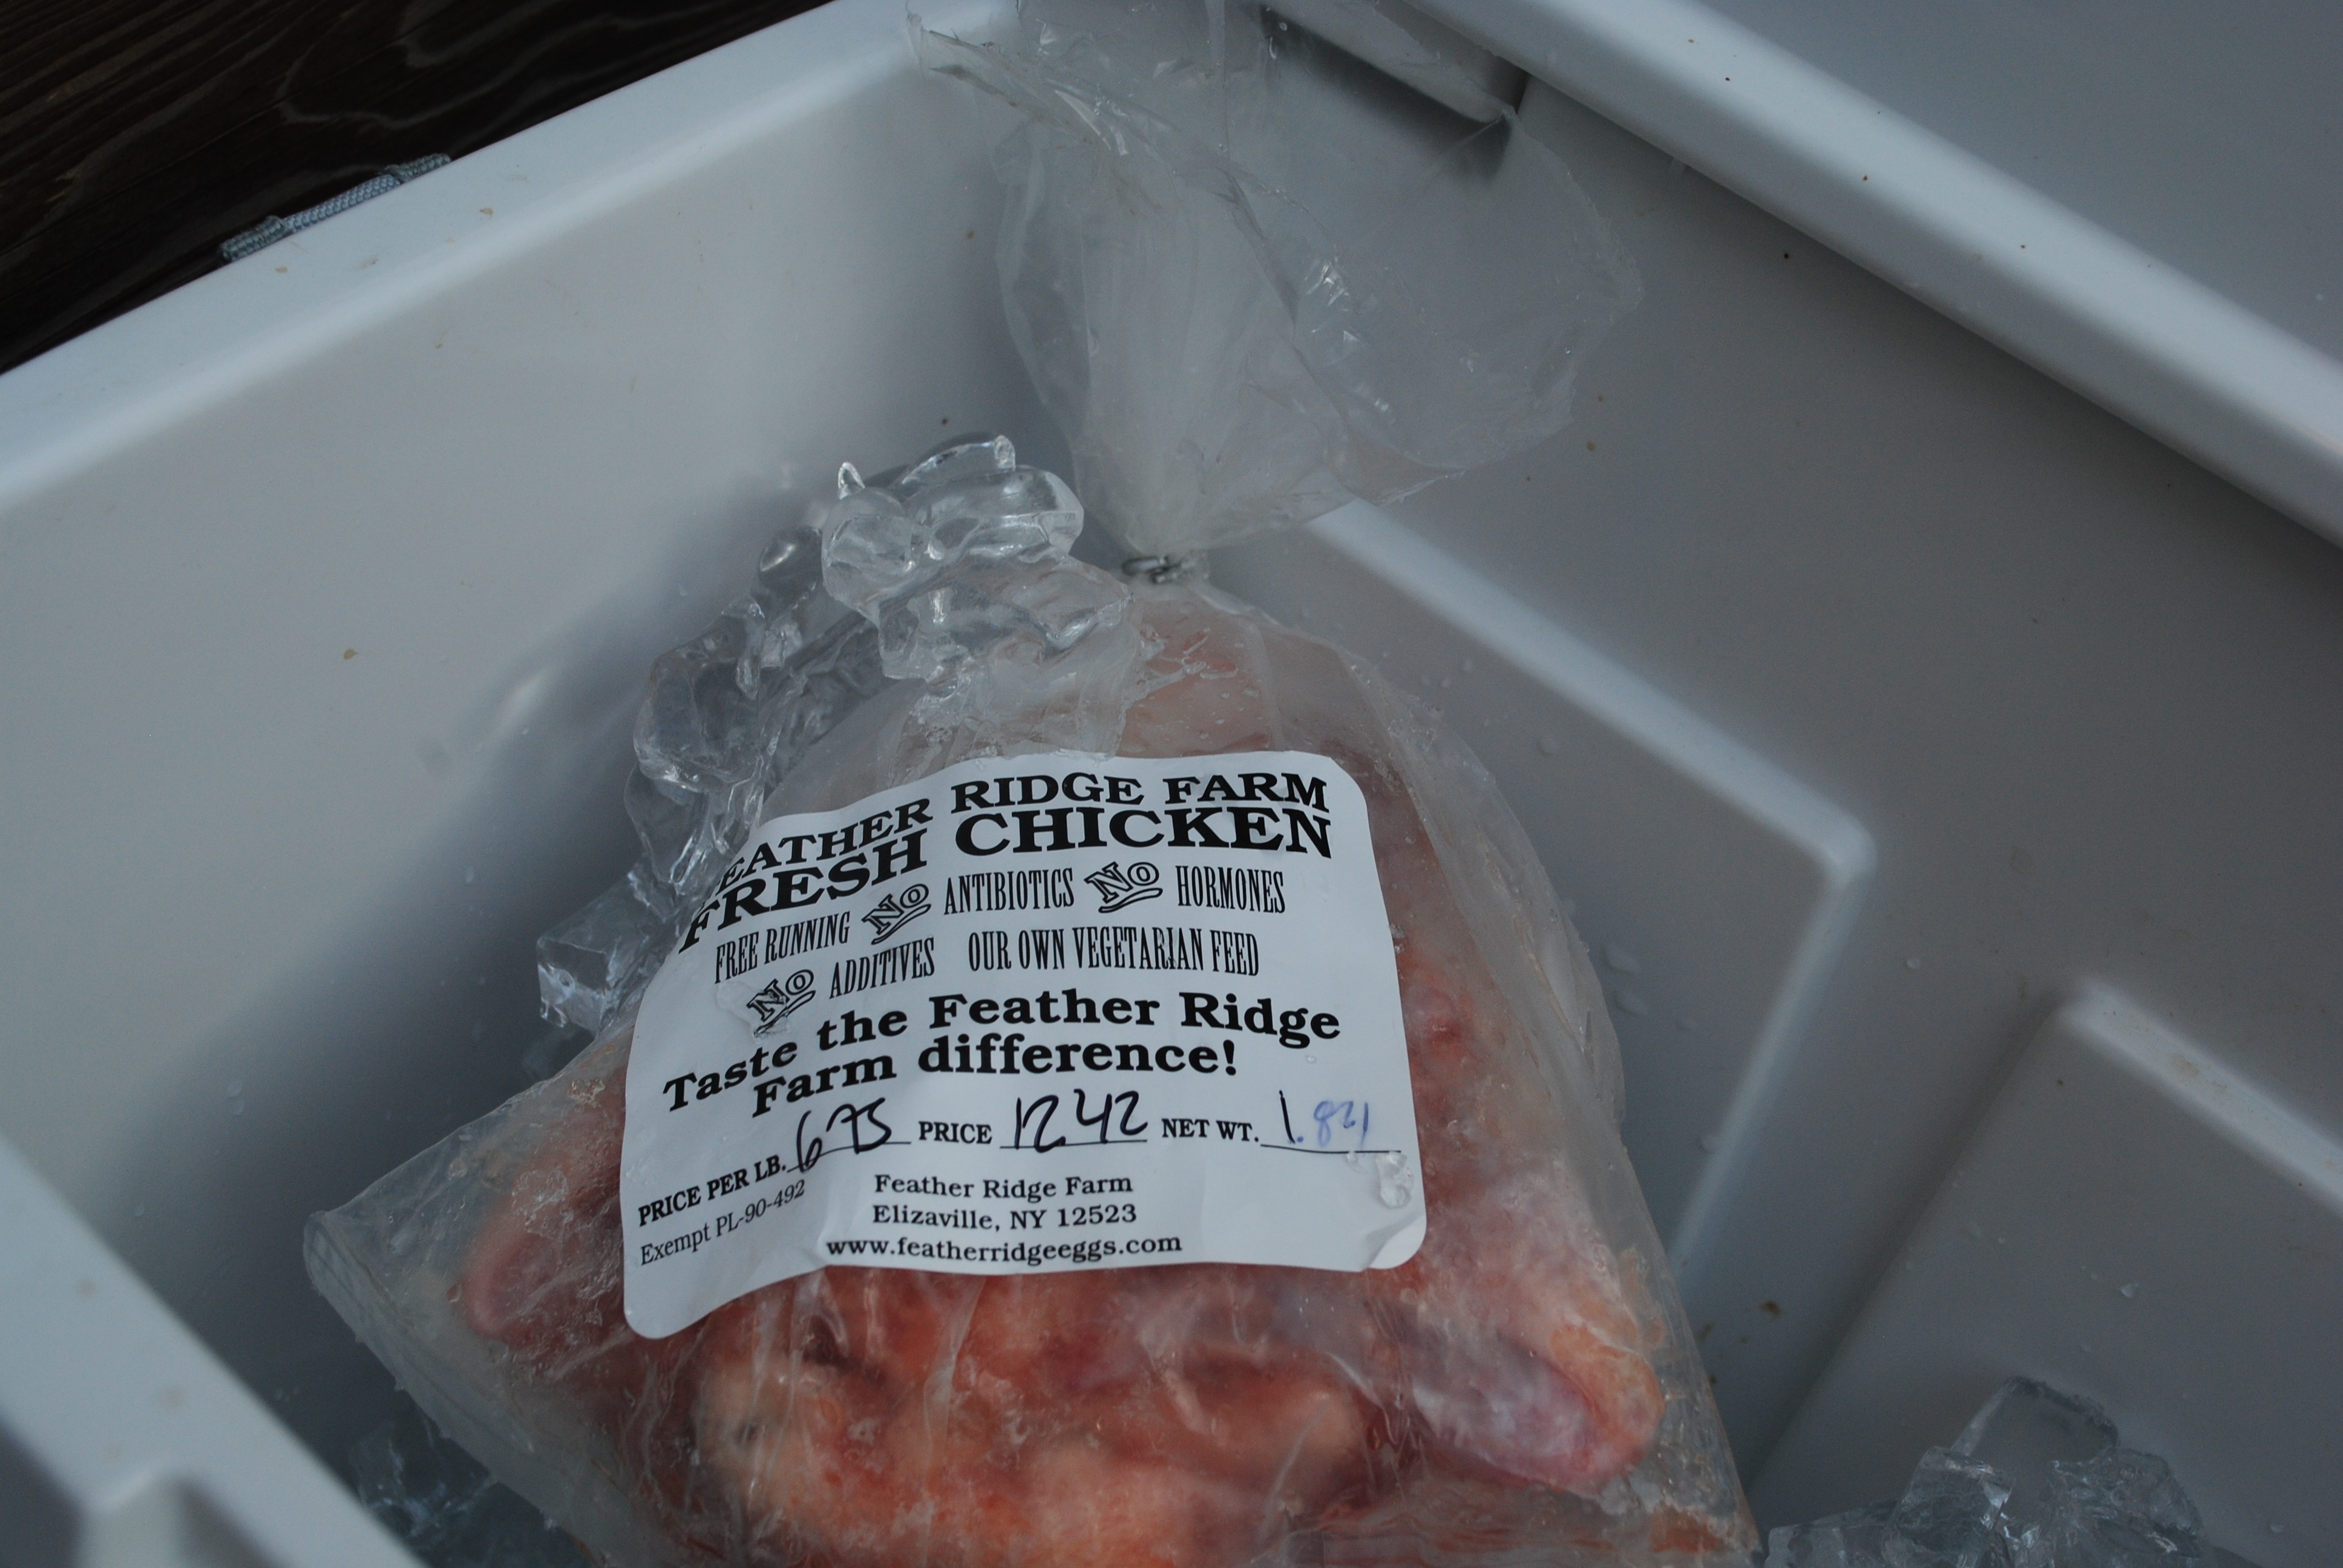 EATHER RIDGE FARM
FRESH CHICKEN
FREE RUNNING NO ANTIBIOTICS NO HORMONES
NO ADDITIVES OUR OWN VEGETARIAN FEED
Taste the Feather Ridge
Farm difference!
PRICE PER LB. 6 75 PRICE 12.42 NET WT. 1.84
Exempt PL-90-492
Feather Ridge Farm
Elizaville, NY 12523
www.featherridgeeggs.com